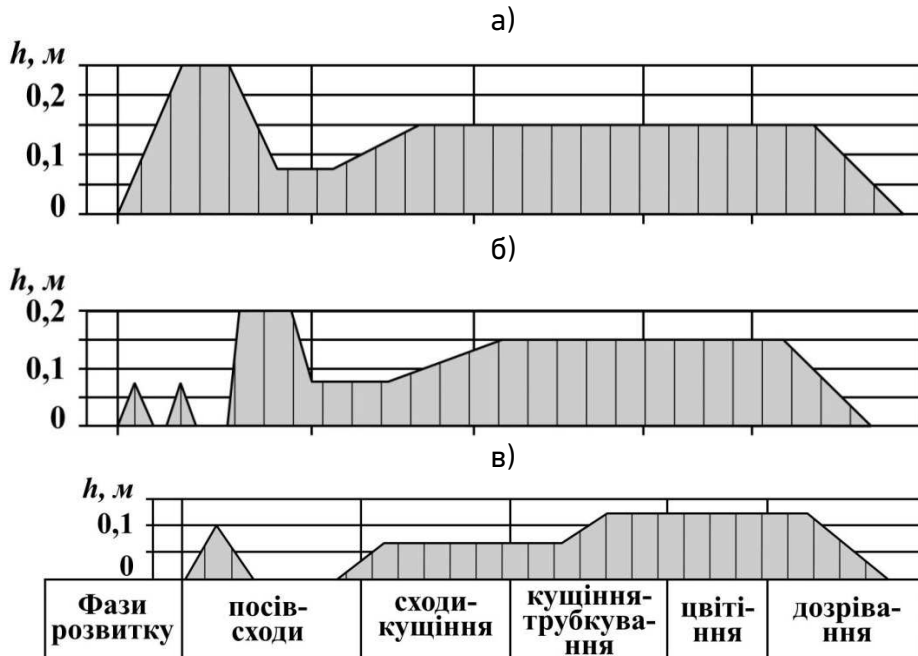 а)
h, м
0,2
0,1
0
б)
h, м
0,2
0,1
0
в)
h, м
0,1
0
Фази розвитку
посів-
сходи
сходи-
кущіння
кущіння-
трубкува-
ння
цвіті-
ння
дозріва-
ння